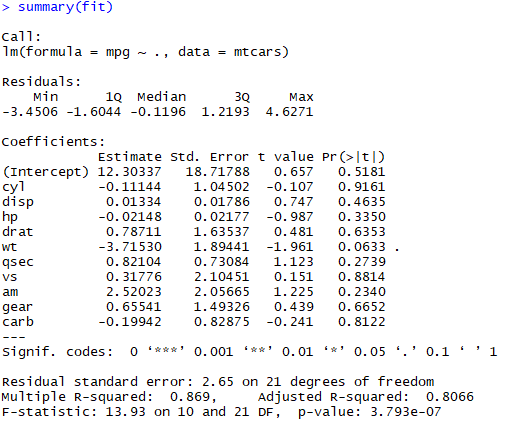 > summary(fit)
Call:
lm(formula = mpg ~ ., data = mtcars)
Residuals:
    Min      1Q  Median      3Q     Max
-3.4506 -1.6044 -0.1196  1.2193  4.6271
Coefficients:
            Estimate Std. Error t value Pr(>|t|)
(Intercept) 12.30337   18.71788   0.657   0.5181
cyl         -0.11144    1.04502  -0.107   0.9161
disp         0.01334    0.01786   0.747   0.4635
hp          -0.02148    0.02177  -0.987   0.3350
drat         0.78711    1.63537   0.481   0.6353
wt          -3.71530    1.89441  -1.961   0.0633 .
qsec         0.82104    0.73084   1.123   0.2739
vs           0.31776    2.10451   0.151   0.8814
am           2.52023    2.05665   1.225   0.2340
gear         0.65541    1.49326   0.439   0.6652
carb        -0.19942    0.82875  -0.241   0.8122
---
Signif. codes:  0 ‘***’ 0.001 ‘**’ 0.01 ‘*’ 0.05 ‘.’ 0.1 ‘ ’ 1
Residual standard error: 2.65 on 21 degrees of freedom
Multiple R-squared:  0.869,     Adjusted R-squared:  0.8066
F-statistic: 13.93 on 10 and 21 DF,  p-value: 3.793e-07